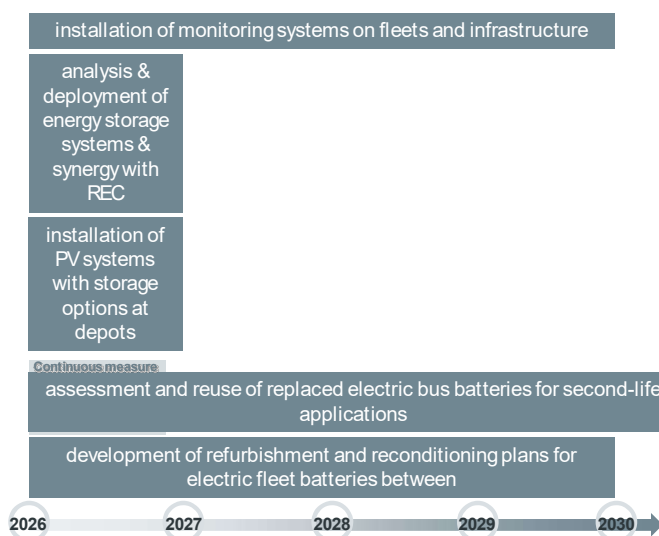 installation of monitoring systems on fleets and infrastructure
analysis &
deployment of
energy storage
systems &
synergy with
REC
installation of
PV systems
with storage
options at
depots
Continuous measure
assessment and reuse of replaced electric bus batteries for second-life
applications
development of refurbishment and reconditioning plans for
electric fleet batteries between
2026 2027 2028 2029 2030